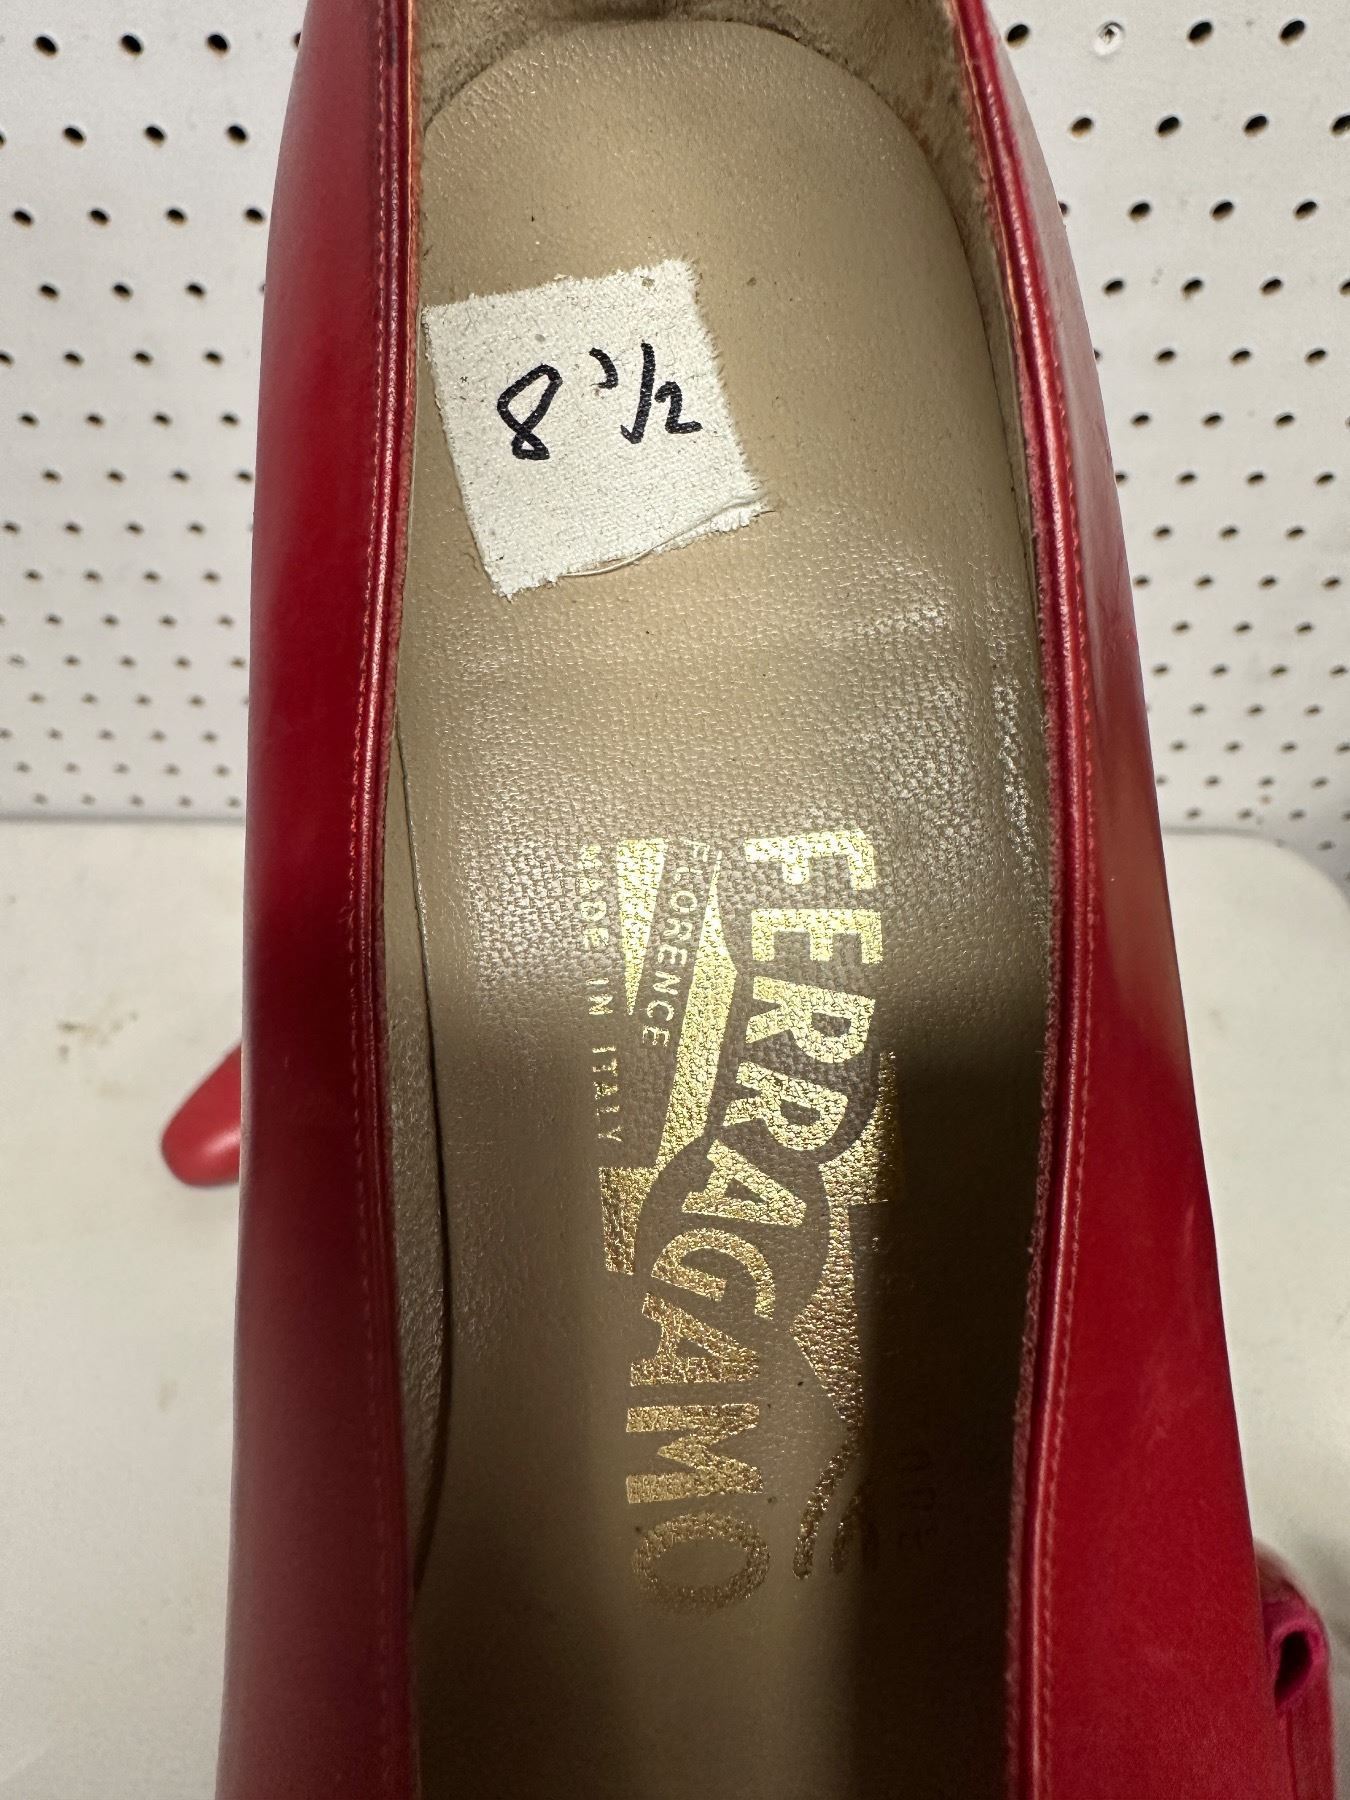 8 1/2
FERRAGAMO
FLORENCE
MADE IN ITALY